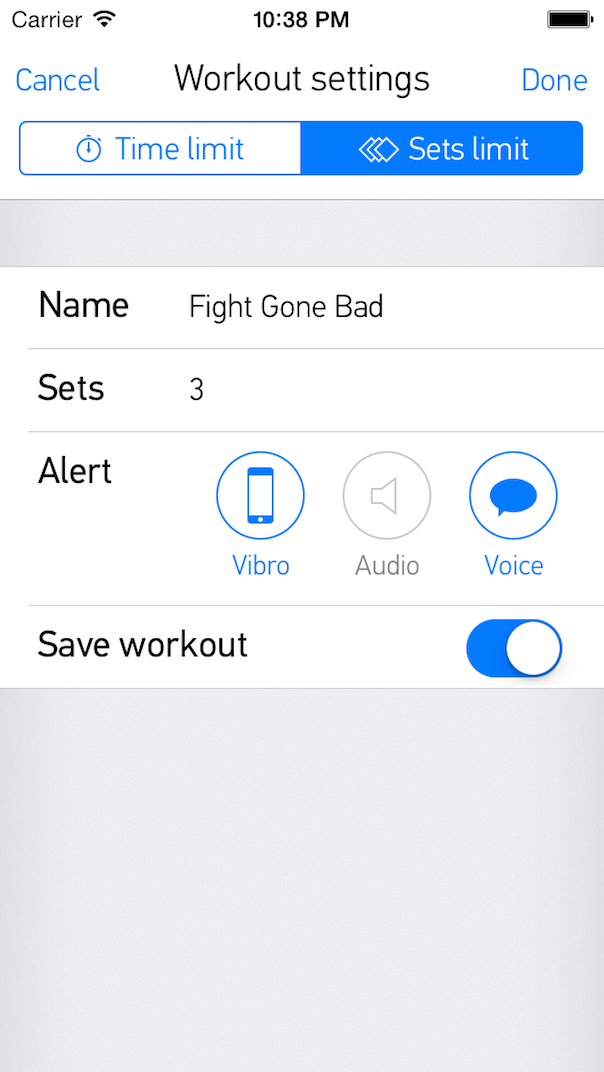 Carrier 10:38 PM
Cancel Workout settings Done
Time limit Sets limit
Name Fight Gone Bad
Sets 3
Alert
Vibro Audio Voice
Save workout